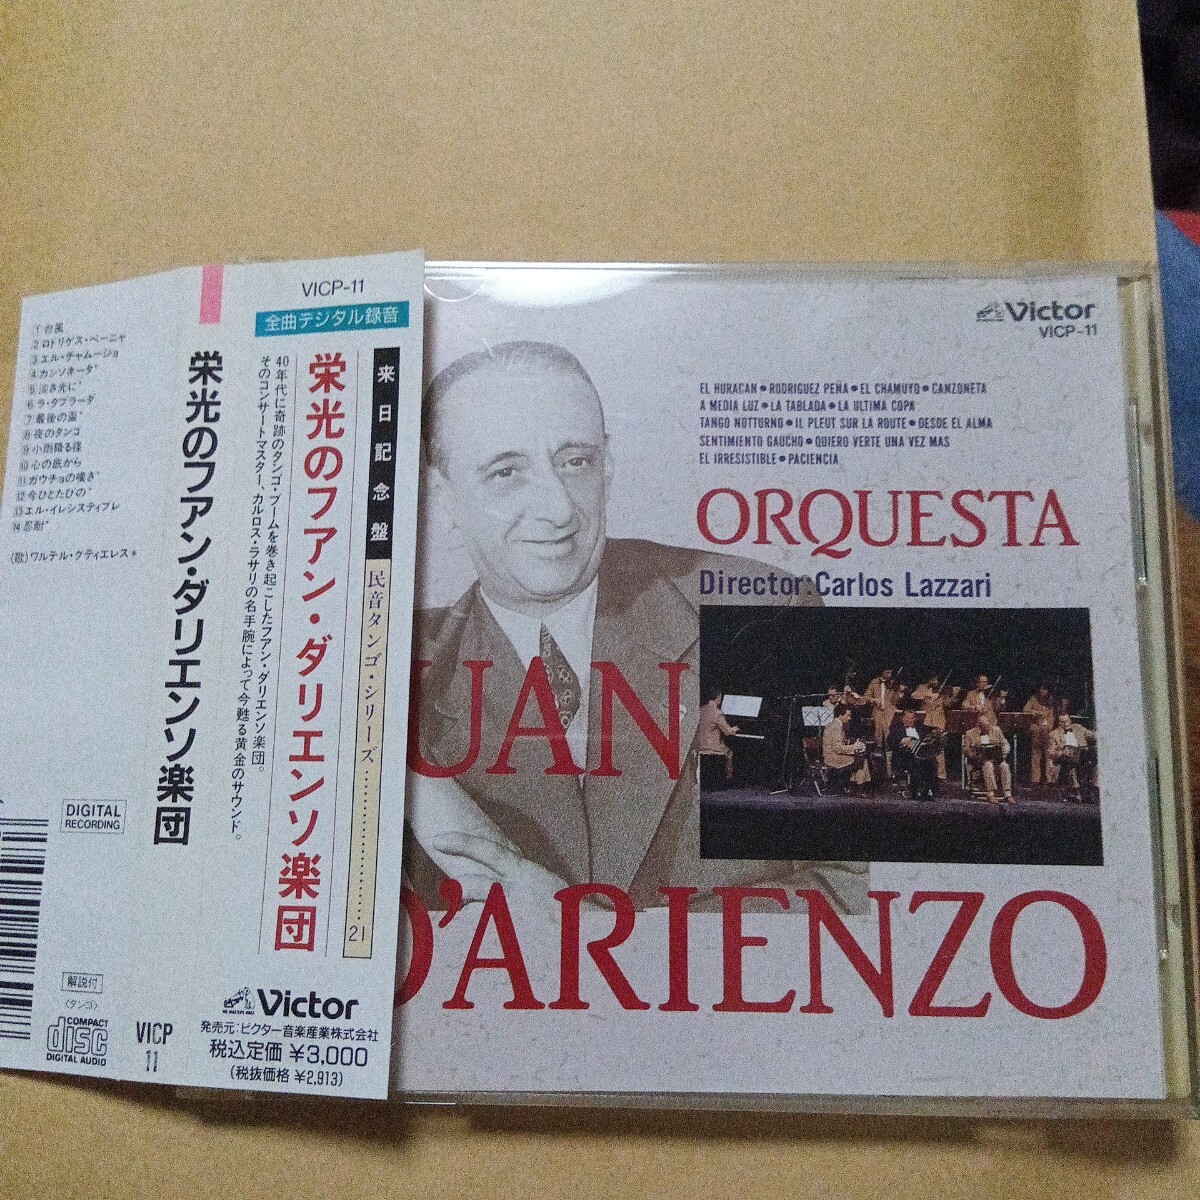 1 台風
2 ロドリゲス・ペーニャ
3 エル・チャムージョ
4 カンソネータ*
5 淡き光に*
6 ラ・タブラーダ
7 最後の盃*
8 夜のタンゴ
9 小雨降る径
10 心の底から
11 ガウチョの嘆き*
12 今ひとたびの*
13 エル・イレシスティブレ
14 忍耐*
(歌)ワルテル・クティエレス*
DIGITAL
RECORDING
解説付
〈タンゴ〉
COMPACT
disc
DIGITAL AUDIO
栄光のフアン・ダリエンソ楽団
VICP
11
VICP-11
全曲デジタル録音
来日記念盤
民音タンゴ・シリーズ
21
栄光のフアン・ダリエンソ楽団
40年代に奇跡のタンゴ・ブームを巻き起こしたフアン・ダリエンソ楽団。
そのコンサートマスター、カルロス・ラサリの名手腕によって今甦る黄金のサウンド。
Victor
発売元:ビクター音楽産業株式会社
税込定価 ¥3,000
(税抜価格 ¥2,913)
Victor
VICP-11
EL HURACAN • RODRIGUEZ PEÑA • EL CHAMUYO • CANZONETA
A MEDIA LUZ • LA TABLADA • LA ULTIMA COPA
TANGO NOTTURNO • IL PLEUT SUR LA ROUTE • DESDE EL ALMA
SENTIMIENTO GAUCHO • QUIERO VERTE UNA VEZ MAS
EL IRRESISTIBLE • PACIENCIA
ORQUESTA
Director:Carlos Lazzari
UAN
D'ARIENZO